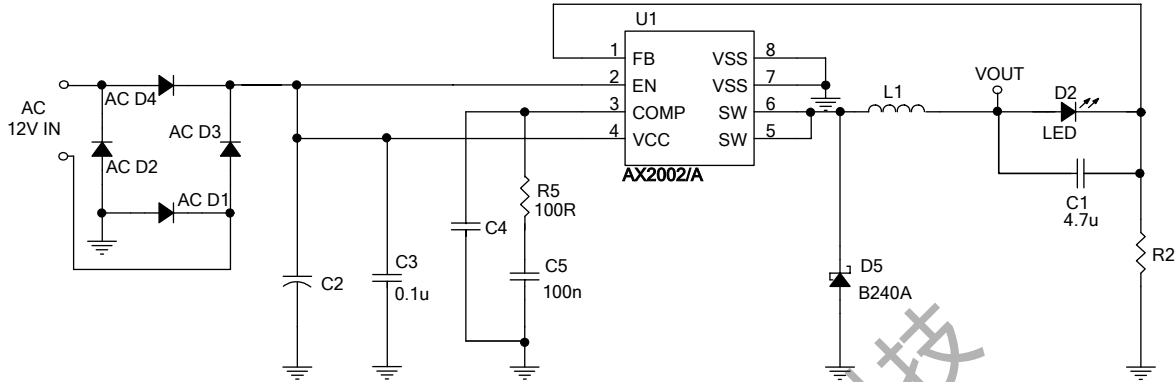 U1
1 FB
2 EN
3 COMP
4 VCC
VSS 8
VSS 7
SW 6
SW 5
AX2002/A
AC
12V IN
AC D4
AC D3
AC D2
AC D1
C2
C3
0.1u
C4
R5
100R
C5
100n
L1
VOUT
D2
LED
C1
4.7u
R2
D5
B240A
科技